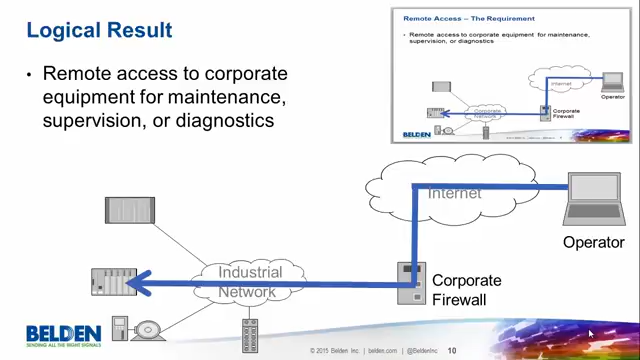 Logical Result
• Remote access to corporate
equipment for maintenance,
supervision, or diagnostics
Remote Access – The Requirement
• Remote access to corporate equipment for maintenance,
supervision, or diagnostics
Internet
Operator
Corporate
Network
Corporate
Firewall
BELDEN
Internet
Operator
Industrial
Network
Corporate
Firewall
BELDEN
SENDING ALL THE RIGHT SIGNALS
© 2015 Belden Inc. | belden.com | @BeldenInc 10